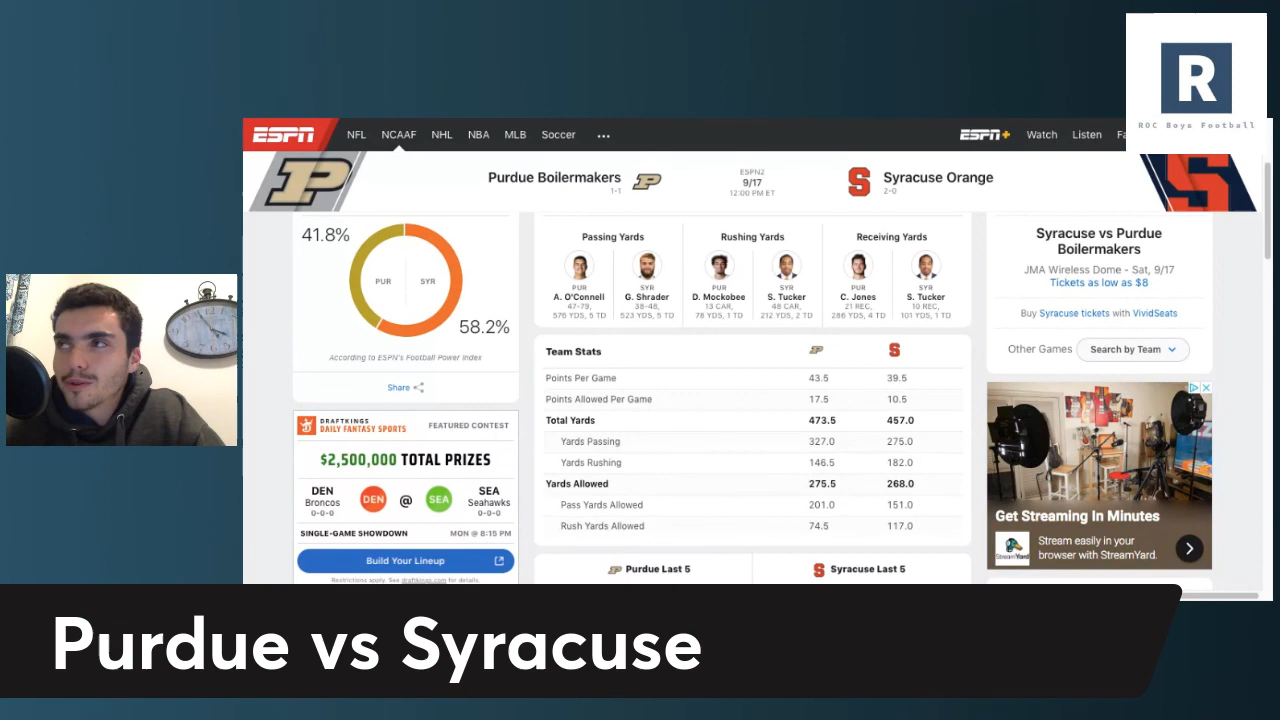 R
ROC Boys Football
ESPN
NFL NCAAF NHL NBA MLB Soccer ...
ESPN+ Watch Listen Fa
P
Purdue Boilermakers
1-1
ESPN2
9/17
12:00 PM ET
S
Syracuse Orange
2-0
S
41.8%
PUR SYR
58.2%
According to ESPN's Football Power Index
Share
DRAFTKINGS
DAILY FANTASY SPORTS
FEATURED CONTEST
$2,500,000 TOTAL PRIZES
DEN
Broncos
0-0-0
DEN @ SEA
SEA
Seahawks
0-0-0
SINGLE-GAME SHOWDOWN MON @ 8:15 PM
Build Your Lineup
Restrictions apply. See draftkings.com for details.
Passing Yards Rushing Yards Receiving Yards
PUR SYR PUR SYR PUR SYR
A. O'Connell G. Shrader D. Mockobee S. Tucker C. Jones S. Tucker
47-79, 38-48, 13 CAR, 48 CAR, 21 REC, 10 REC,
576 YDS, 5 TD 523 YDS, 5 TD 78 YDS, 1 TD 212 YDS, 2 TD 286 YDS, 4 TD 101 YDS, 1 TD
Team Stats
Points Per Game 43.5 39.5
Points Allowed Per Game 17.5 10.5
Total Yards 473.5 457.0
Yards Passing 327.0 275.0
Yards Rushing 146.5 182.0
Yards Allowed 275.5 268.0
Pass Yards Allowed 201.0 151.0
Rush Yards Allowed 74.5 117.0
Purdue Last 5 Syracuse Last 5
Syracuse vs Purdue
Boilermakers
JMA Wireless Dome - Sat, 9/17
Tickets as low as $8
Buy Syracuse tickets with VividSeats
Other Games Search by Team
Get Streaming In Minutes
StreamYard
Stream easily in your
browser with StreamYard.
Purdue vs Syracuse